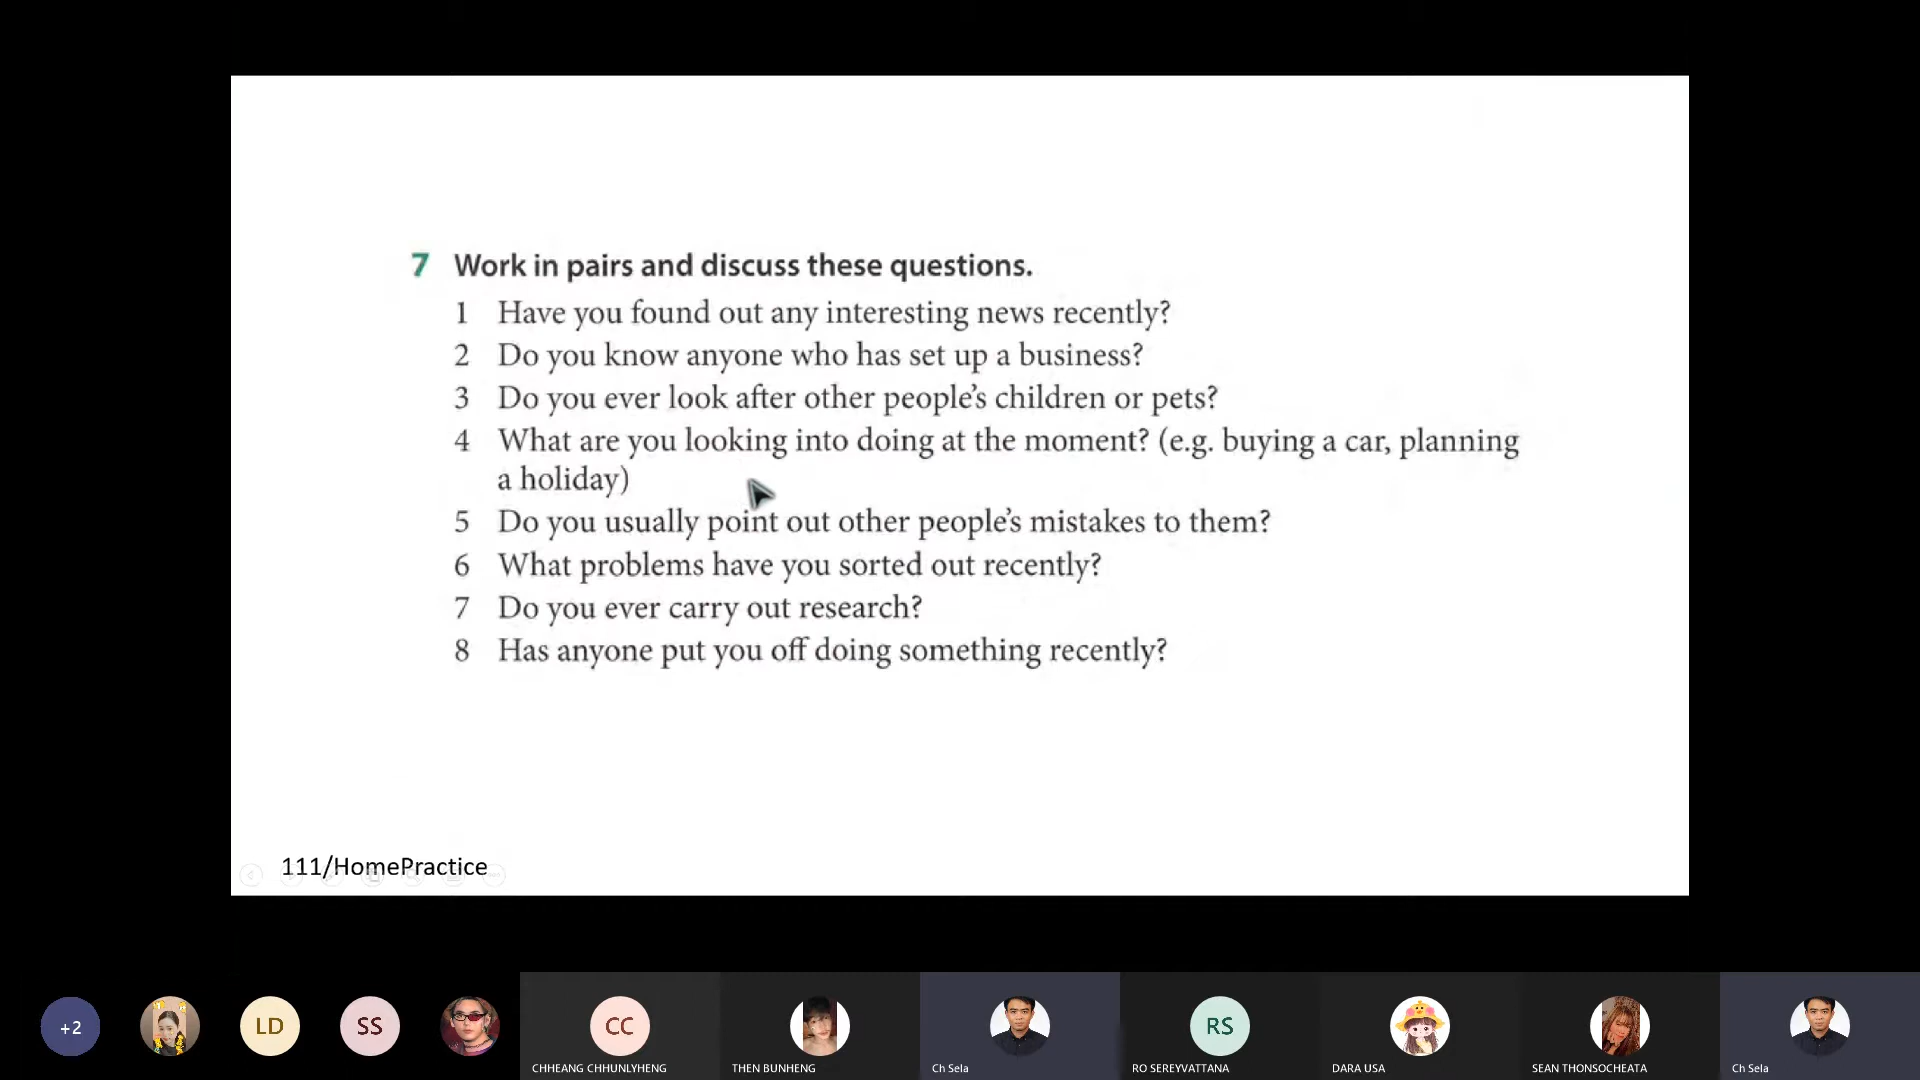 7 Work in pairs and discuss these questions.
1 Have you found out any interesting news recently?
2 Do you know anyone who has set up a business?
3 Do you ever look after other people's children or pets?
4 What are you looking into doing at the moment? (e.g. buying a car, planning
a holiday)
5 Do you usually point out other people's mistakes to them?
6 What problems have you sorted out recently?
7 Do you ever carry out research?
8 Has anyone put you off doing something recently?
111/HomePractice
+2
LD
SS
CC
RS
CHHEANG CHHUNLYHENG
THEN BUNHENG
Ch Sela
RO SEREYVATTANA
DARA USA
SEAN THONSOCHEATA
Ch Sela